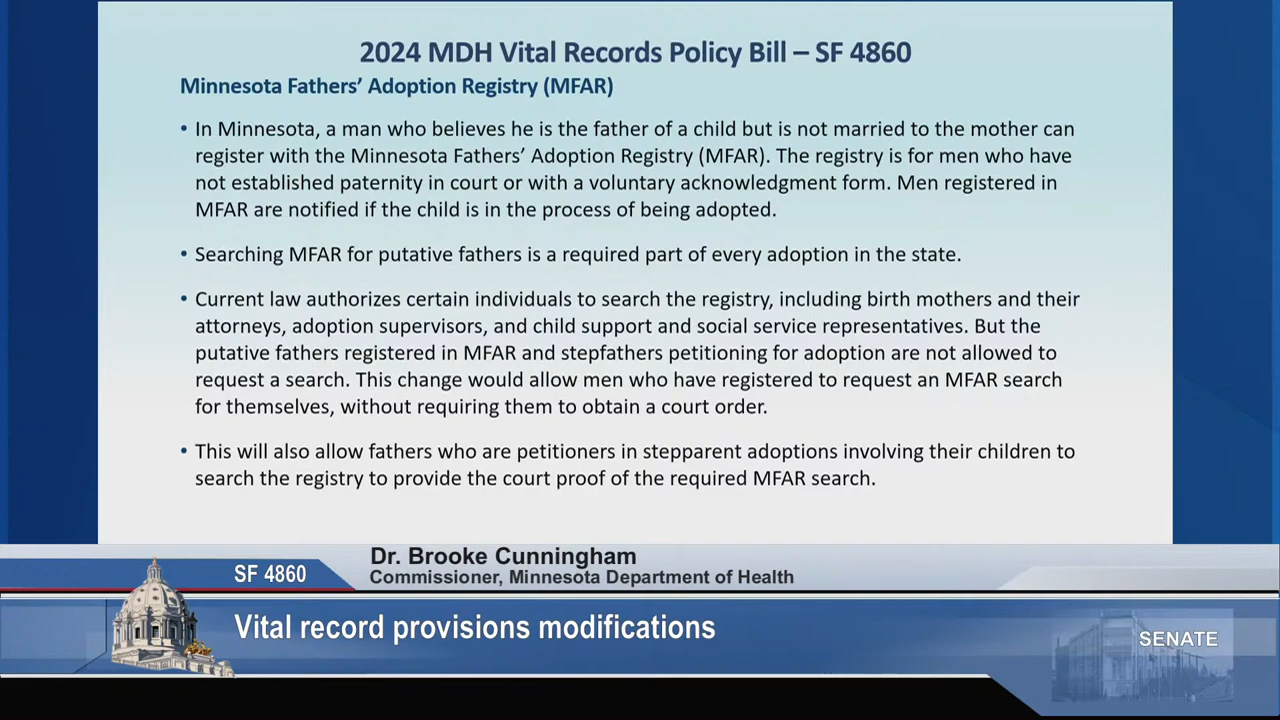 2024 MDH Vital Records Policy Bill – SF 4860
Minnesota Fathers’ Adoption Registry (MFAR)
• In Minnesota, a man who believes he is the father of a child but is not married to the mother can
register with the Minnesota Fathers’ Adoption Registry (MFAR). The registry is for men who have
not established paternity in court or with a voluntary acknowledgment form. Men registered in
MFAR are notified if the child is in the process of being adopted.
• Searching MFAR for putative fathers is a required part of every adoption in the state.
• Current law authorizes certain individuals to search the registry, including birth mothers and their
attorneys, adoption supervisors, and child support and social service representatives. But the
putative fathers registered in MFAR and stepfathers petitioning for adoption are not allowed to
request a search. This change would allow men who have registered to request an MFAR search
for themselves, without requiring them to obtain a court order.
• This will also allow fathers who are petitioners in stepparent adoptions involving their children to
search the registry to provide the court proof of the required MFAR search.
Dr. Brooke Cunningham
Commissioner, Minnesota Department of Health
SF 4860
Vital record provisions modifications
SENATE